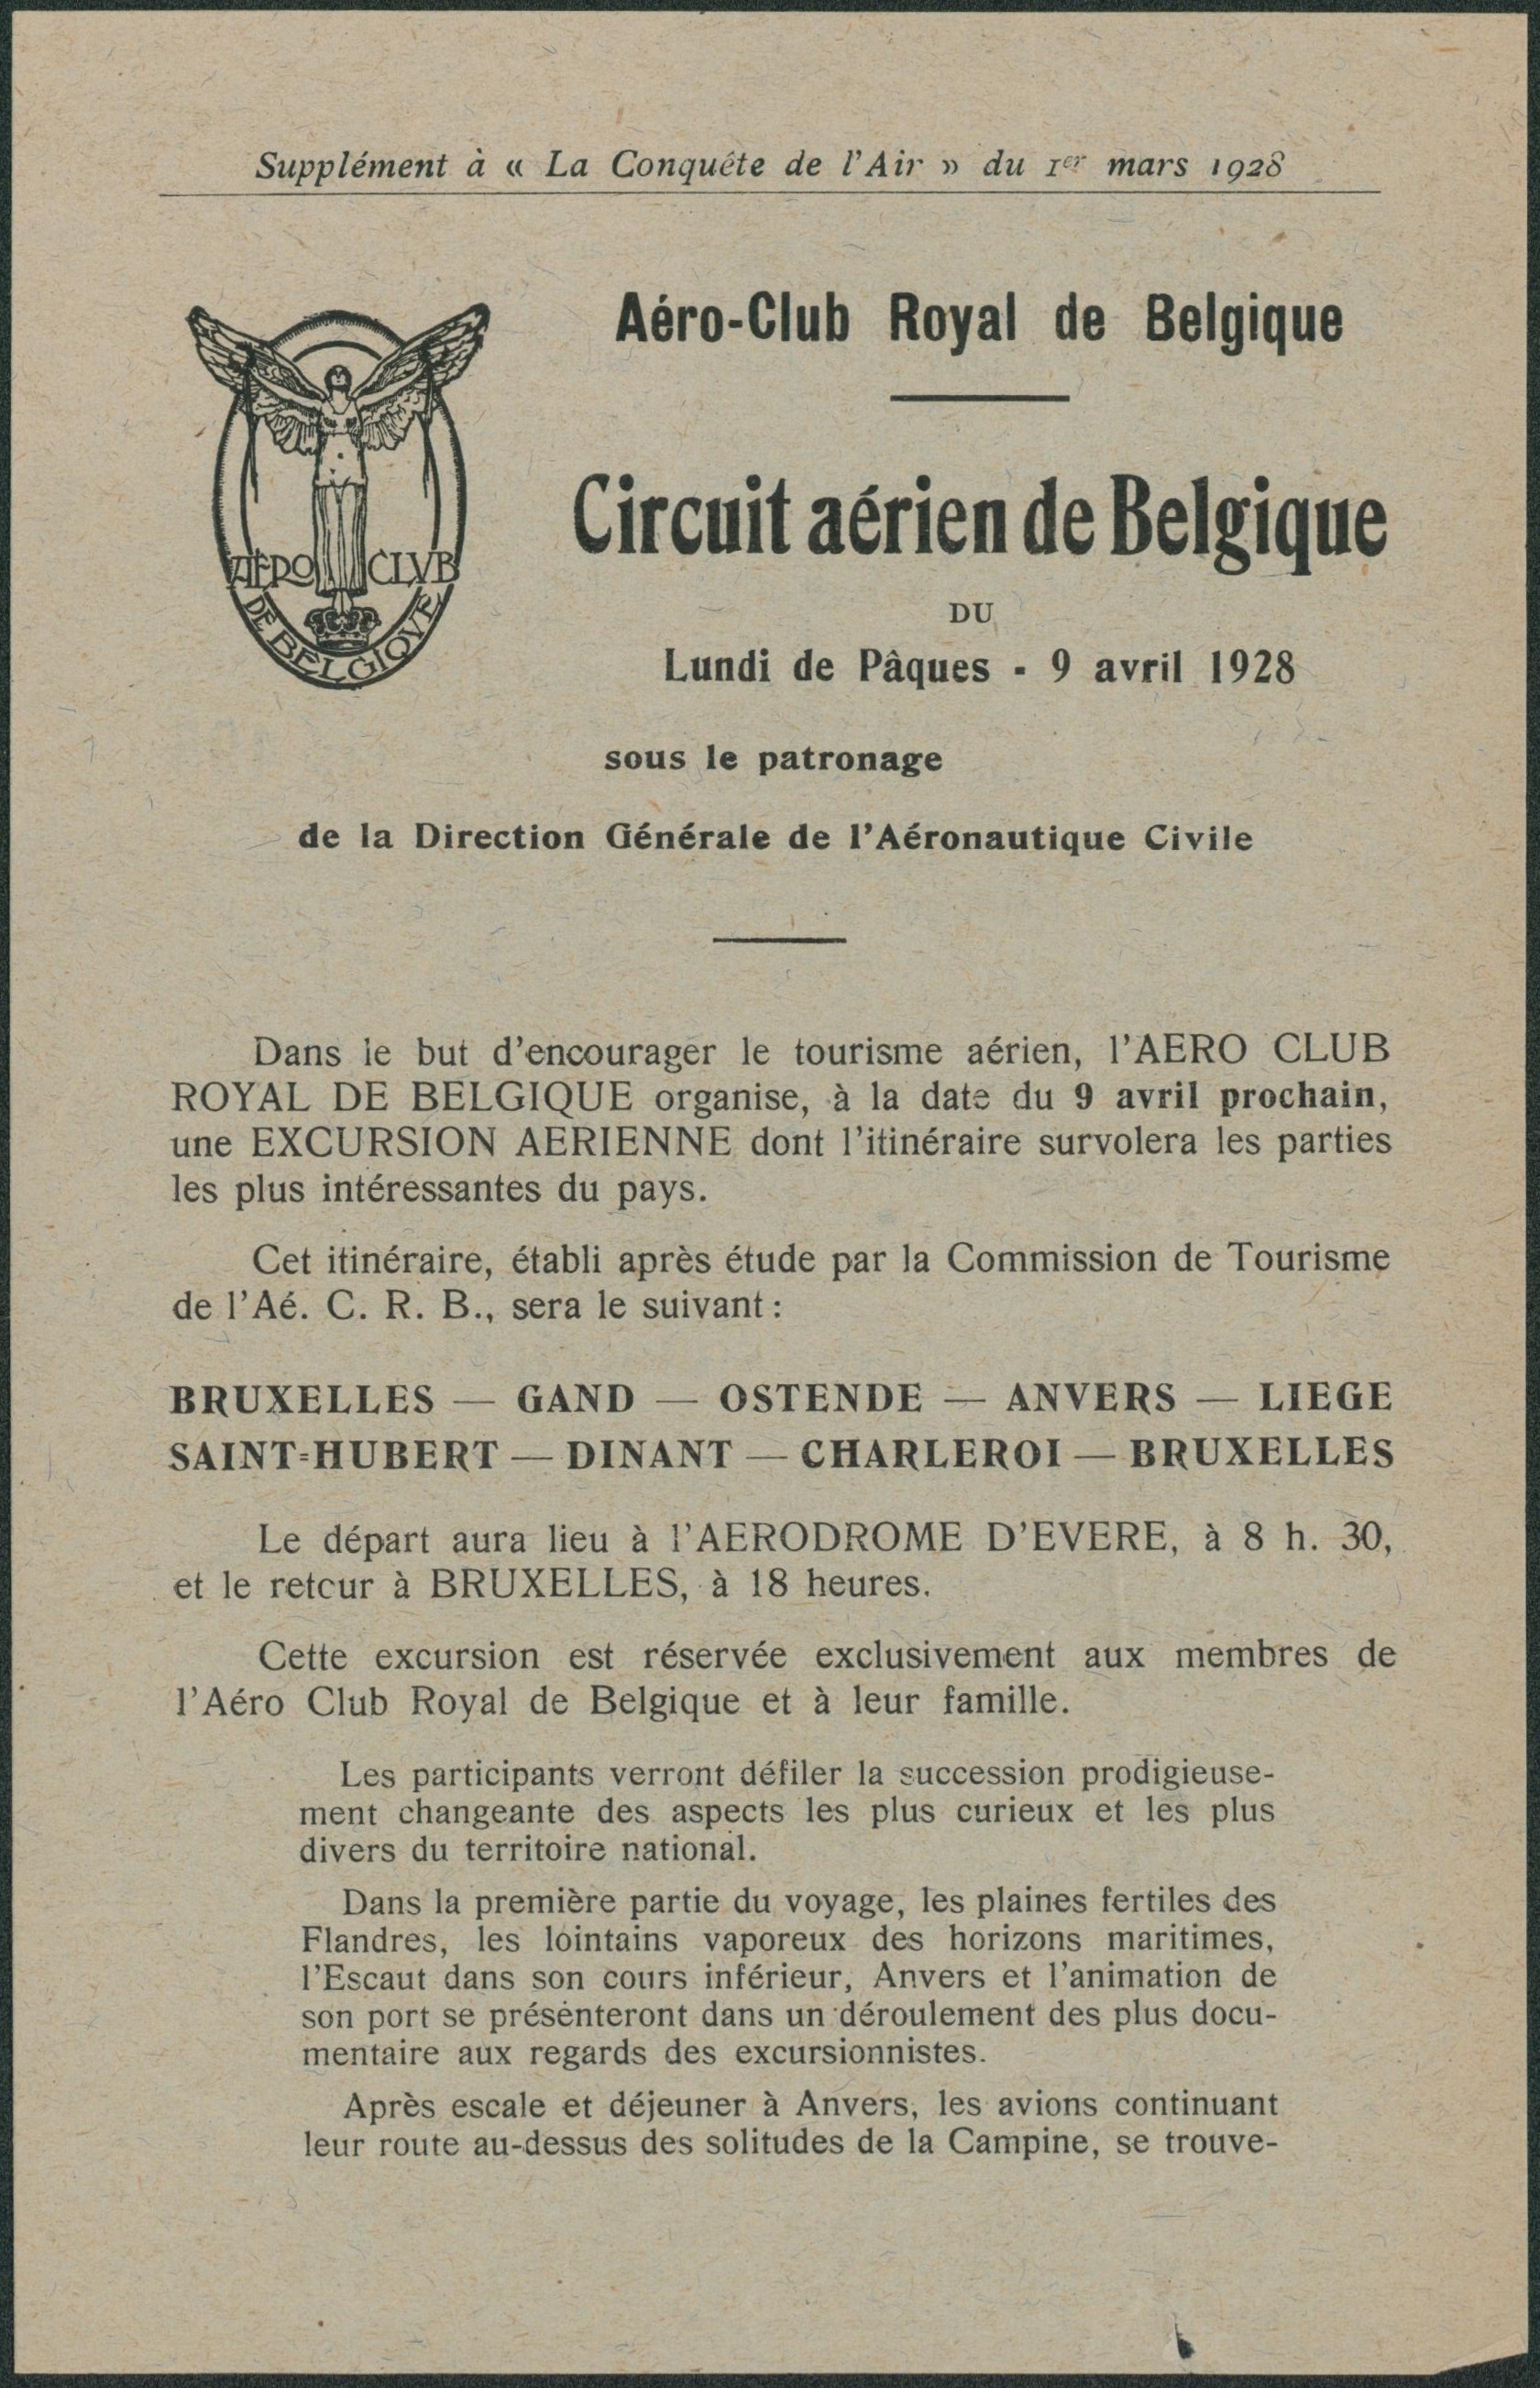 Supplément à « La Conquête de l'Air » du 1er mars 1928
Aéro-Club Royal de Belgique
AERO CLVB
DE BELGIQVE
Circuit aérien de Belgique
DU
Lundi de Pâques - 9 avril 1928
sous le patronage
de la Direction Générale de l'Aéronautique Civile
Dans le but d'encourager le tourisme aérien, l'AERO CLUB
ROYAL DE BELGIQUE organise, à la date du 9 avril prochain,
une EXCURSION AERIENNE dont l'itinéraire survolera les parties
les plus intéressantes du pays.
Cet itinéraire, établi après étude par la Commission de Tourisme
de l'Aé. C. R. B., sera le suivant :
BRUXELLES — GAND — OSTENDE — ANVERS — LIEGE
SAINT-HUBERT — DINANT — CHARLEROI — BRUXELLES
Le départ aura lieu à l'AERODROME D'EVERE, à 8 h. 30,
et le retour à BRUXELLES, à 18 heures.
Cette excursion est réservée exclusivement aux membres de
l'Aéro Club Royal de Belgique et à leur famille.
Les participants verront défiler la succession prodigieuse-
ment changeante des aspects les plus curieux et les plus
divers du territoire national.
Dans la première partie du voyage, les plaines fertiles des
Flandres, les lointains vaporeux des horizons maritimes,
l'Escaut dans son cours inférieur, Anvers et l'animation de
son port se présenteront dans un déroulement des plus docu-
mentaire aux regards des excursionnistes.
Après escale et déjeuner à Anvers, les avions continuant
leur route au-dessus des solitudes de la Campine, se trouve-